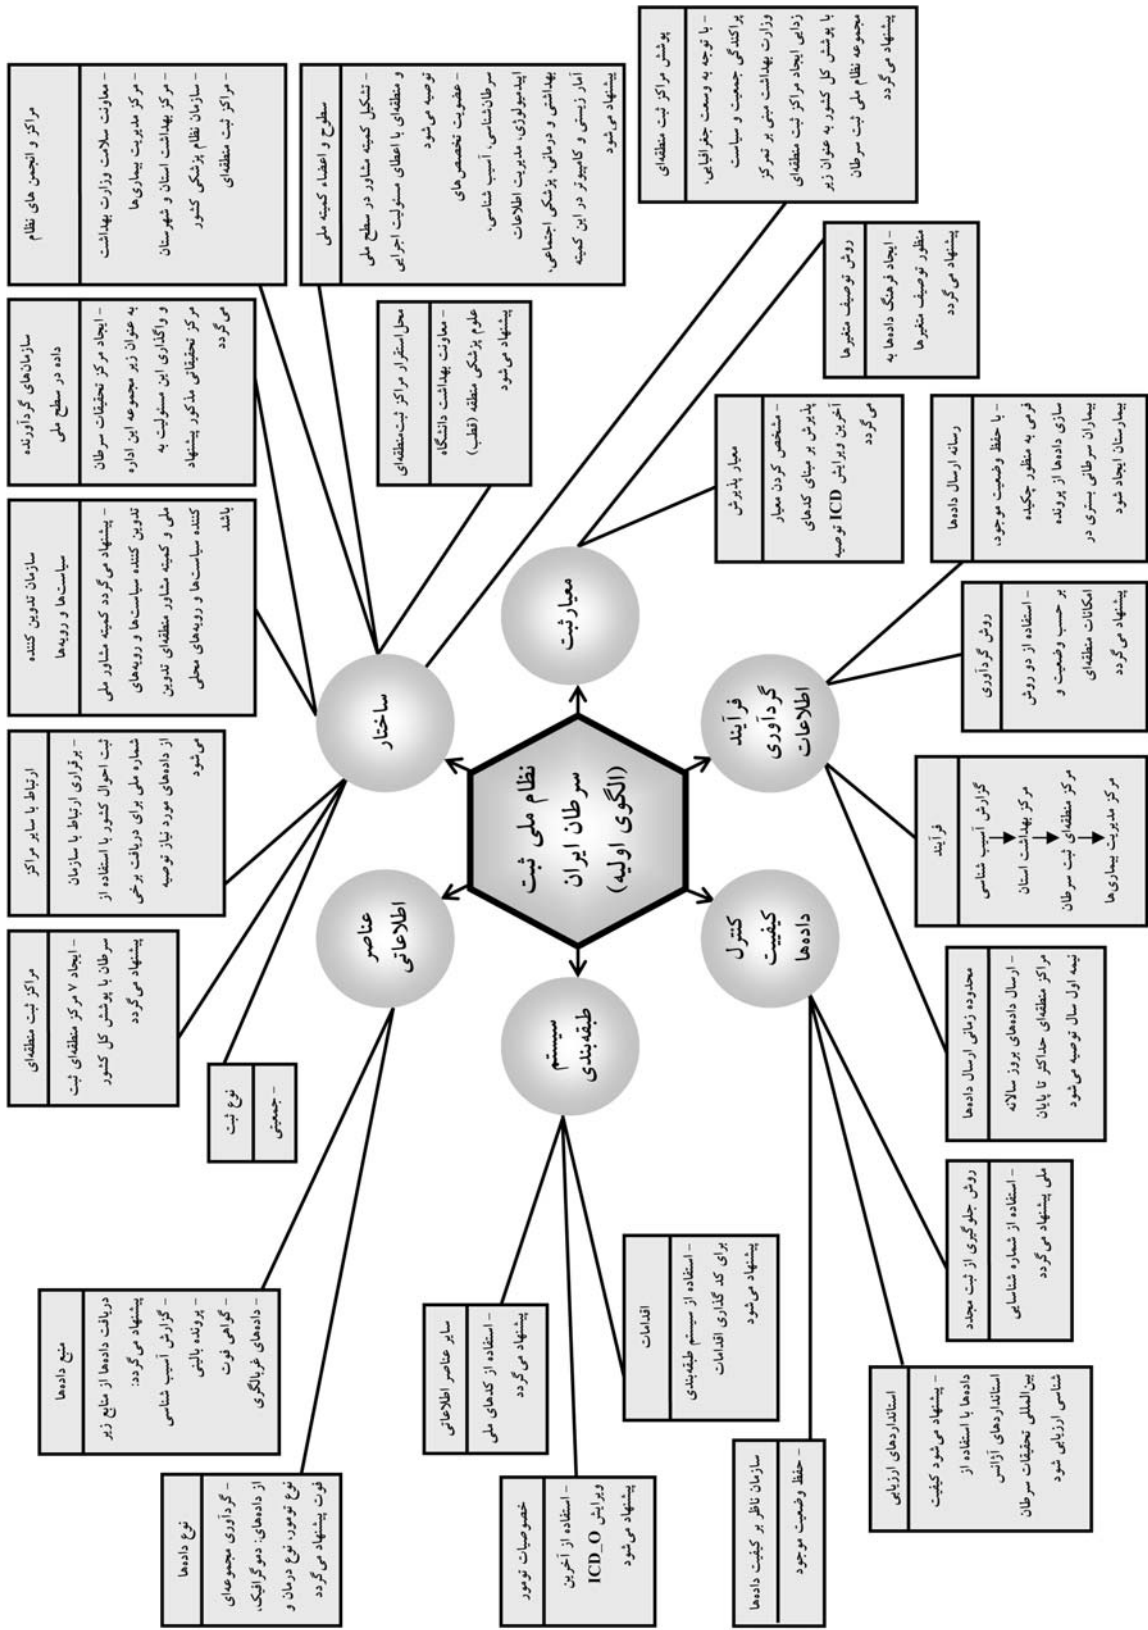 نظام ملی ثبت
سرطان ایران
(الگوی اولیه)
ساختار
مراکز و انجمن های نظام
- معاونت سلامت وزارت بهداشت
- مرکز مدیریت بیماری‌ها
- مرکز بهداشت استان و شهرستان
- سازمان نظام پزشکی کشور
- مراکز ثبت منطقه‌ای
سازمان‌های گردآورنده
داده در سطح ملی
- ایجاد مرکز تحقیقات سرطان
به عنوان زیر مجموعه این اداره
و واگذاری این مسئولیت به
مرکز تحقیقاتی مذکور پیشنهاد
می‌گردد
سازمان تدوین کننده
سیاست‌ها و رویه‌ها
- پیشنهاد می‌گردد کمیته مشاور ملی
تدوین کننده سیاست‌ها و رویه‌های
ملی و کمیته مشاور منطقه‌ای تدوین
کننده سیاست‌ها و رویه‌های محلی
باشد
ارتباط با سایر مراکز
- برقراری ارتباط با سازمان
ثبت احوال کشور با استفاده از
شماره ملی برای دریافت برخی
از داده‌های مورد نیاز توصیه
می‌شود
مراکز ثبت منطقه‌ای
- ایجاد ۷ مرکز منطقه‌ای ثبت
سرطان با پوشش کل کشور
پیشنهاد می‌گردد
نوع ثبت
- جمعیتی
سطوح و اعضاء کمیته ملی
- تشکیل کمیته مشاور در سطح ملی
و منطقه‌ای با اعطای مسئولیت اجرایی
توصیه می‌شود
- عضویت تخصص‌های
سرطان‌شناسی، آسیب شناسی،
اپیدمیولوژی، مدیریت اطلاعات
بهداشتی و درمانی، پزشکی اجتماعی،
آمار زیستی و کامپیوتر در این کمیته
پیشنهاد می‌شود
محل استقرار مراکز ثبت‌منطقه‌ای
- معاونت بهداشت دانشگاه
علوم پزشکی منطقه (قطب)
پیشنهاد می‌شود
پوشش مراکز ثبت منطقه‌ای
- با توجه به وسعت جغرافیایی،
پراکندگی جمعیت و سیاست
وزارت بهداشت مبنی بر تمرکز
زدایی ایجاد مراکز ثبت منطقه‌ای
با پوشش کل کشور به عنوان زیر
مجموعه نظام ملی ثبت سرطان
پیشنهاد می‌گردد
معیار ثبت
روش توصیف متغیرها
- ایجاد فرهنگ داده‌ها به
منظور توصیف متغیرها
پیشنهاد می‌گردد
معیار پذیرش
- مشخص کردن معیار
پذیرش بر مبنای کدهای
آخرین ویرایش ICD توصیه
می‌گردد
فرآیند
گردآوری
اطلاعات
رسانه ارسال داده‌ها
- با حفظ وضعیت موجود،
فرمی به منظور چکیده
سازی داده‌ها از پرونده
بیماران سرطانی بستری در
بیمارستان ایجاد شود
روش گردآوری
- استفاده از دو روش
بر حسب وضعیت و
امکانات منطقه‌ای
پیشنهاد می‌گردد
فرآیند
گزارش آسیب شناسی
مرکز بهداشت استان
مرکز منطقه‌ای ثبت سرطان
مرکز مدیریت بیماری‌ها
محدوده زمانی ارسال داده‌ها
- ارسال داده‌های بروز سالانه
مراکز منطقه‌ای حداکثر تا پایان
نیمه اول سال توصیه می‌شود
کنترل
کیفیت
داده‌ها
روش جلوگیری از ثبت مجدد
- استفاده از شماره شناسایی
ملی پیشنهاد می‌گردد
استانداردهای ارزیابی
- پیشنهاد می‌شود کیفیت
داده‌ها با استفاده از
استانداردهای آژانس
بین‌المللی تحقیقات سرطان
شناسی ارزیابی شود
سازمان ناظر بر کیفیت داده‌ها
- حفظ وضعیت موجود
سیستم
طبقه‌بندی
اقدامات
- استفاده از سیستم طبقه‌بندی
برای کد گذاری اقدامات
پیشنهاد می‌شود
سایر عناصر اطلاعاتی
- استفاده از کدهای ملی
پیشنهاد می‌گردد
خصوصیات تومور
- استفاده از آخرین
ویرایش ICD_O
پیشنهاد می‌شود
عناصر
اطلاعاتی
منبع داده‌ها
دریافت داده‌ها از منابع زیر
پیشنهاد می‌گردد:
- گزارش آسیب شناسی
- پرونده بالینی
- گواهی فوت
- داده‌های غربالگری
نوع داده‌ها
- گردآوری مجموعه‌ای
از داده‌های: دموگرافیک،
نوع تومور، نوع درمان و
فوت پیشنهاد می‌گردد